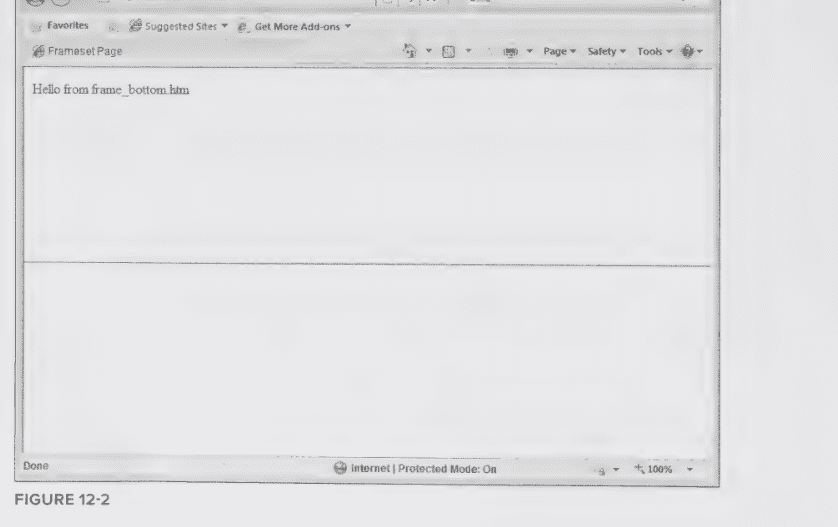 Favorites Suggested Sites Get More Add-ons
Frameset Page Page Safety Tools
Hello from frame_bottom.htm
Done Internet | Protected Mode: On 100%
FIGURE 12-2